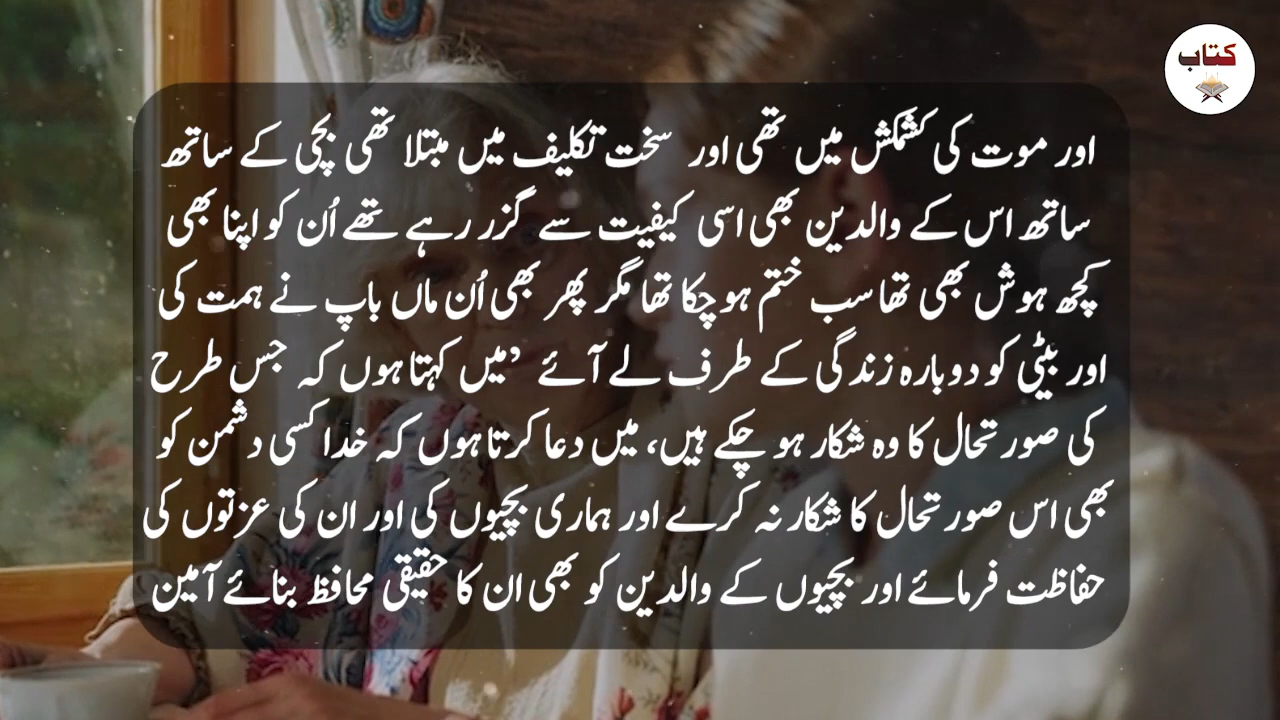 کتاب
اور موت کی کشمکش میں تھی اور سخت تکلیف میں مبتلا تھی بچی کے ساتھ
ساتھ اس کے والدین بھی اسی کیفیت سے گزر رہے تھے اُن کو اپنا بھی
کچھ ہوش بھی تھا سب ختم ہو چکا تھا مگر پھر بھی اُن ماں باپ نے ہمت کی
اور بیٹی کو دوبارہ زندگی کے طرف لے آئے ’میں کہتا ہوں کہ جس طرح
کی صورتحال کا وہ شکار ہو چکے ہیں، میں دعا کرتا ہوں کہ خدا کسی دشمن کو
بھی اس صورتحال کا شکار نہ کرے اور ہماری بچیوں کی اور ان کی عزتوں کی
حفاظت فرمائے اور بچیوں کے والدین کو بھی ان کا حقیقی محافظ بنائے آمین